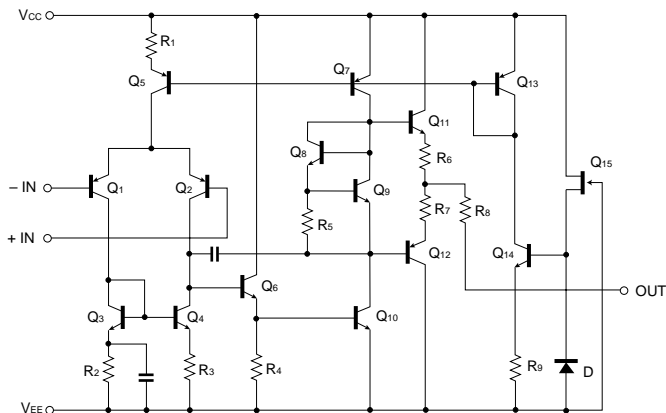 VCC
R1
Q5
Q7
Q13
Q11
Q8
Q15
R6
– IN
Q1
Q2
Q9
R7
R8
R5
+ IN
Q12
Q14
Q6
OUT
Q3
Q4
Q10
R2
R3
R4
R9
D
VEE